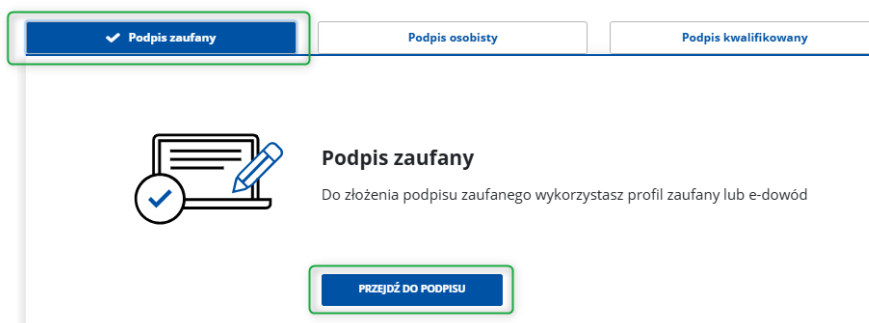 Podpis zaufany
Podpis osobisty
Podpis kwalifikowany
Podpis zaufany
Do złożenia podpisu zaufanego wykorzystasz profil zaufany lub e-dowód
PRZEJDŹ DO PODPISU